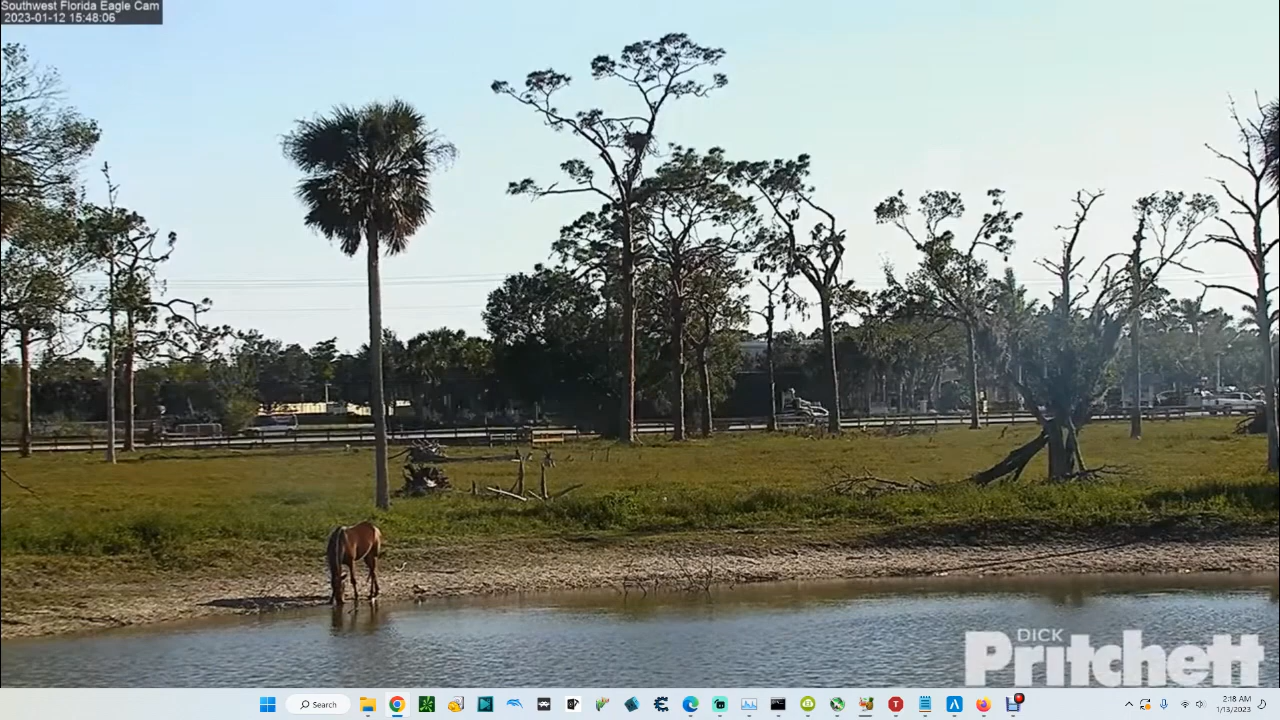 Southwest Florida Eagle Cam
2023-01-12 15:48:06
DICK
Pritchett
Search
2:18 AM
1/13/2023